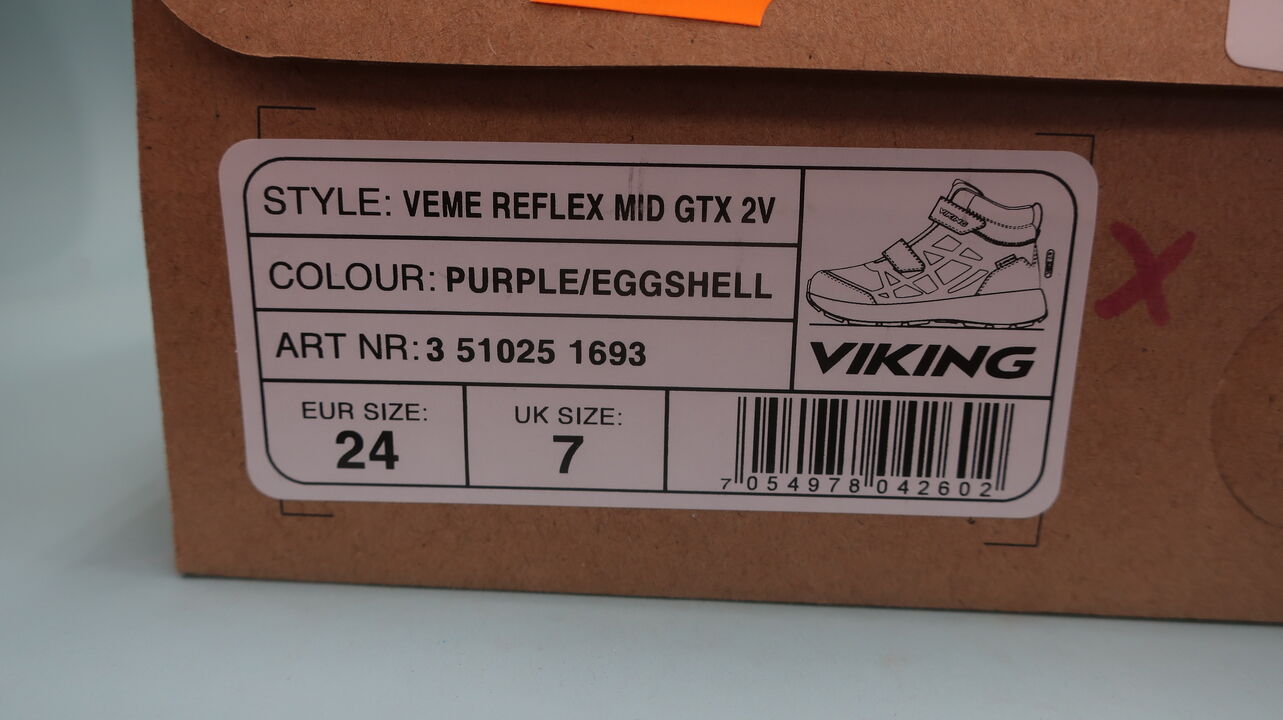 STYLE: VEME REFLEX MID GTX 2V
COLOUR: PURPLE/EGGSHELL
ART NR: 3 51025 1693
VIKING
VIKING
EUR SIZE:
24
UK SIZE:
7
7 054978 042602
X